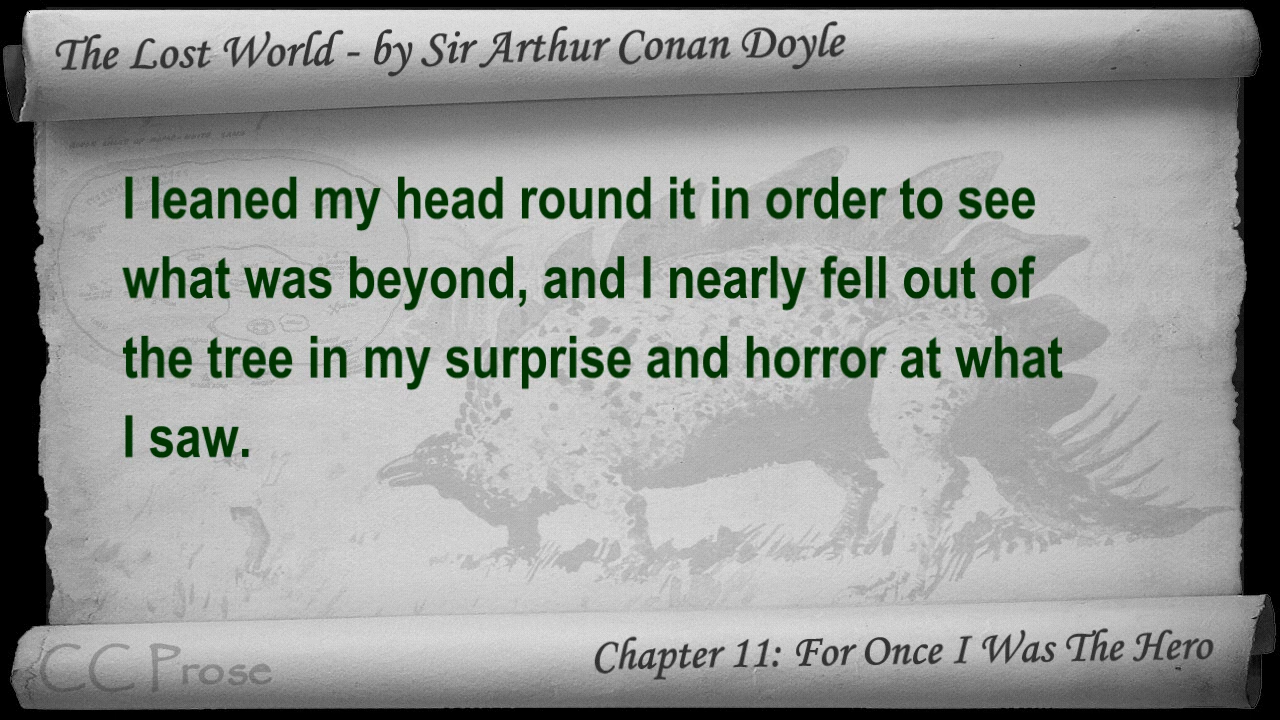 The Lost World - by Sir Arthur Conan Doyle
I leaned my head round it in order to see
what was beyond, and I nearly fell out of
the tree in my surprise and horror at what
I saw.
CC Prose
Chapter 11: For Once I Was The Hero